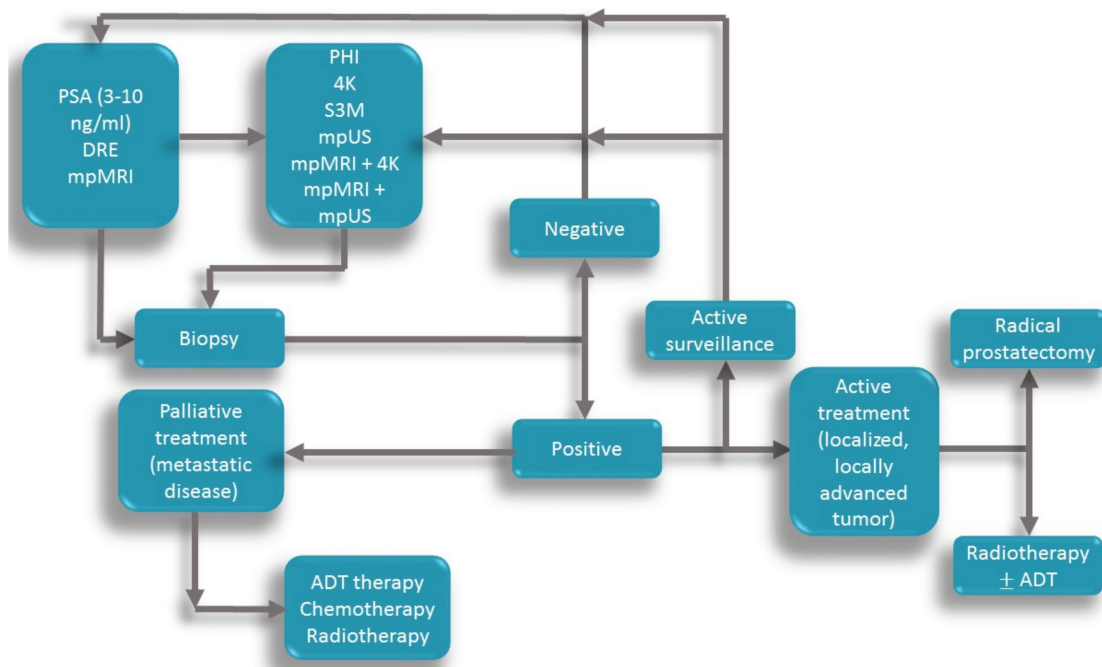 PSA (3-10
ng/ml)
DRE
mpMRI
PHI
4K
S3M
mpUS
mpMRI + 4K
mpMRI +
mpUS
Negative
Biopsy
Active
surveillance
Radical
prostatectomy
Palliative
treatment
(metastatic
disease)
Positive
Active
treatment
(localized,
locally
advanced
tumor)
ADT therapy
Chemotherapy
Radiotherapy
Radiotherapy
± ADT